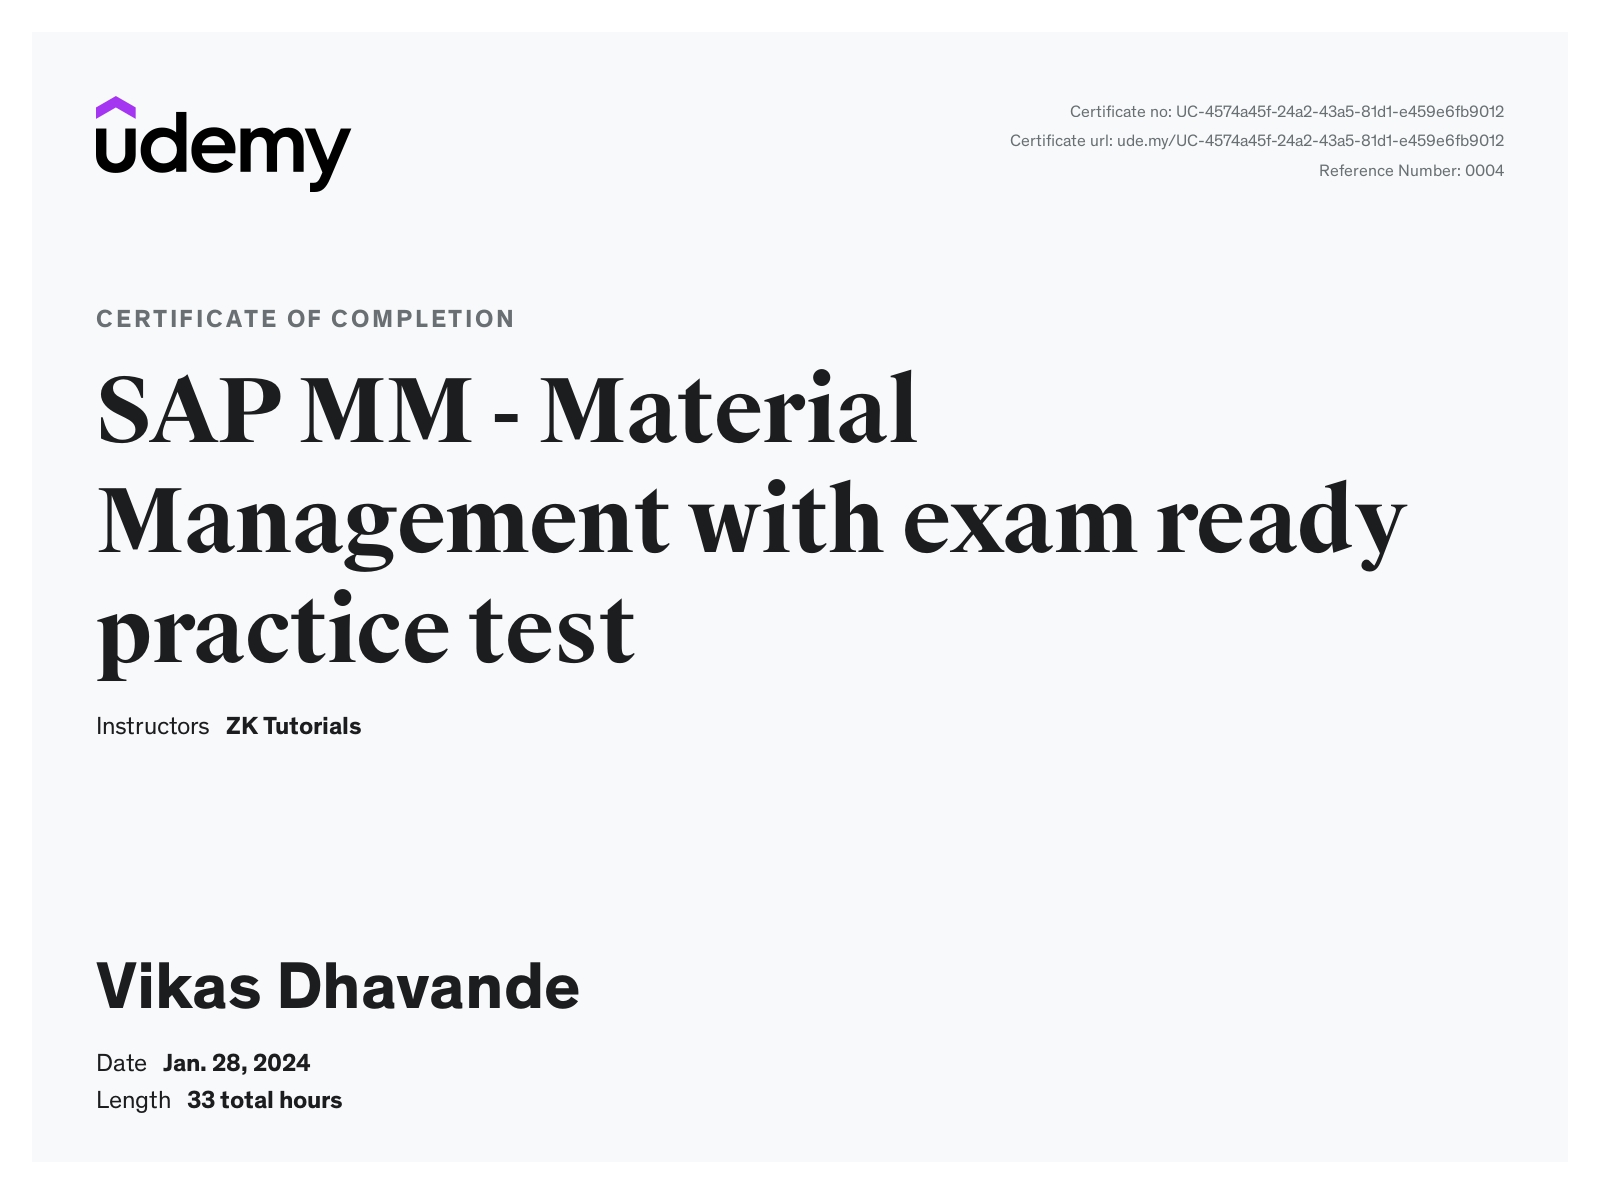 udemy
Certificate no: UC-4574a45f-24a2-43a5-81d1-e459e6fb9012
Certificate url: ude.my/UC-4574a45f-24a2-43a5-81d1-e459e6fb9012
Reference Number: 0004
CERTIFICATE OF COMPLETION
SAP MM - Material
Management with exam ready
practice test
Instructors ZK Tutorials
Vikas Dhavande
Date Jan. 28, 2024
Length 33 total hours